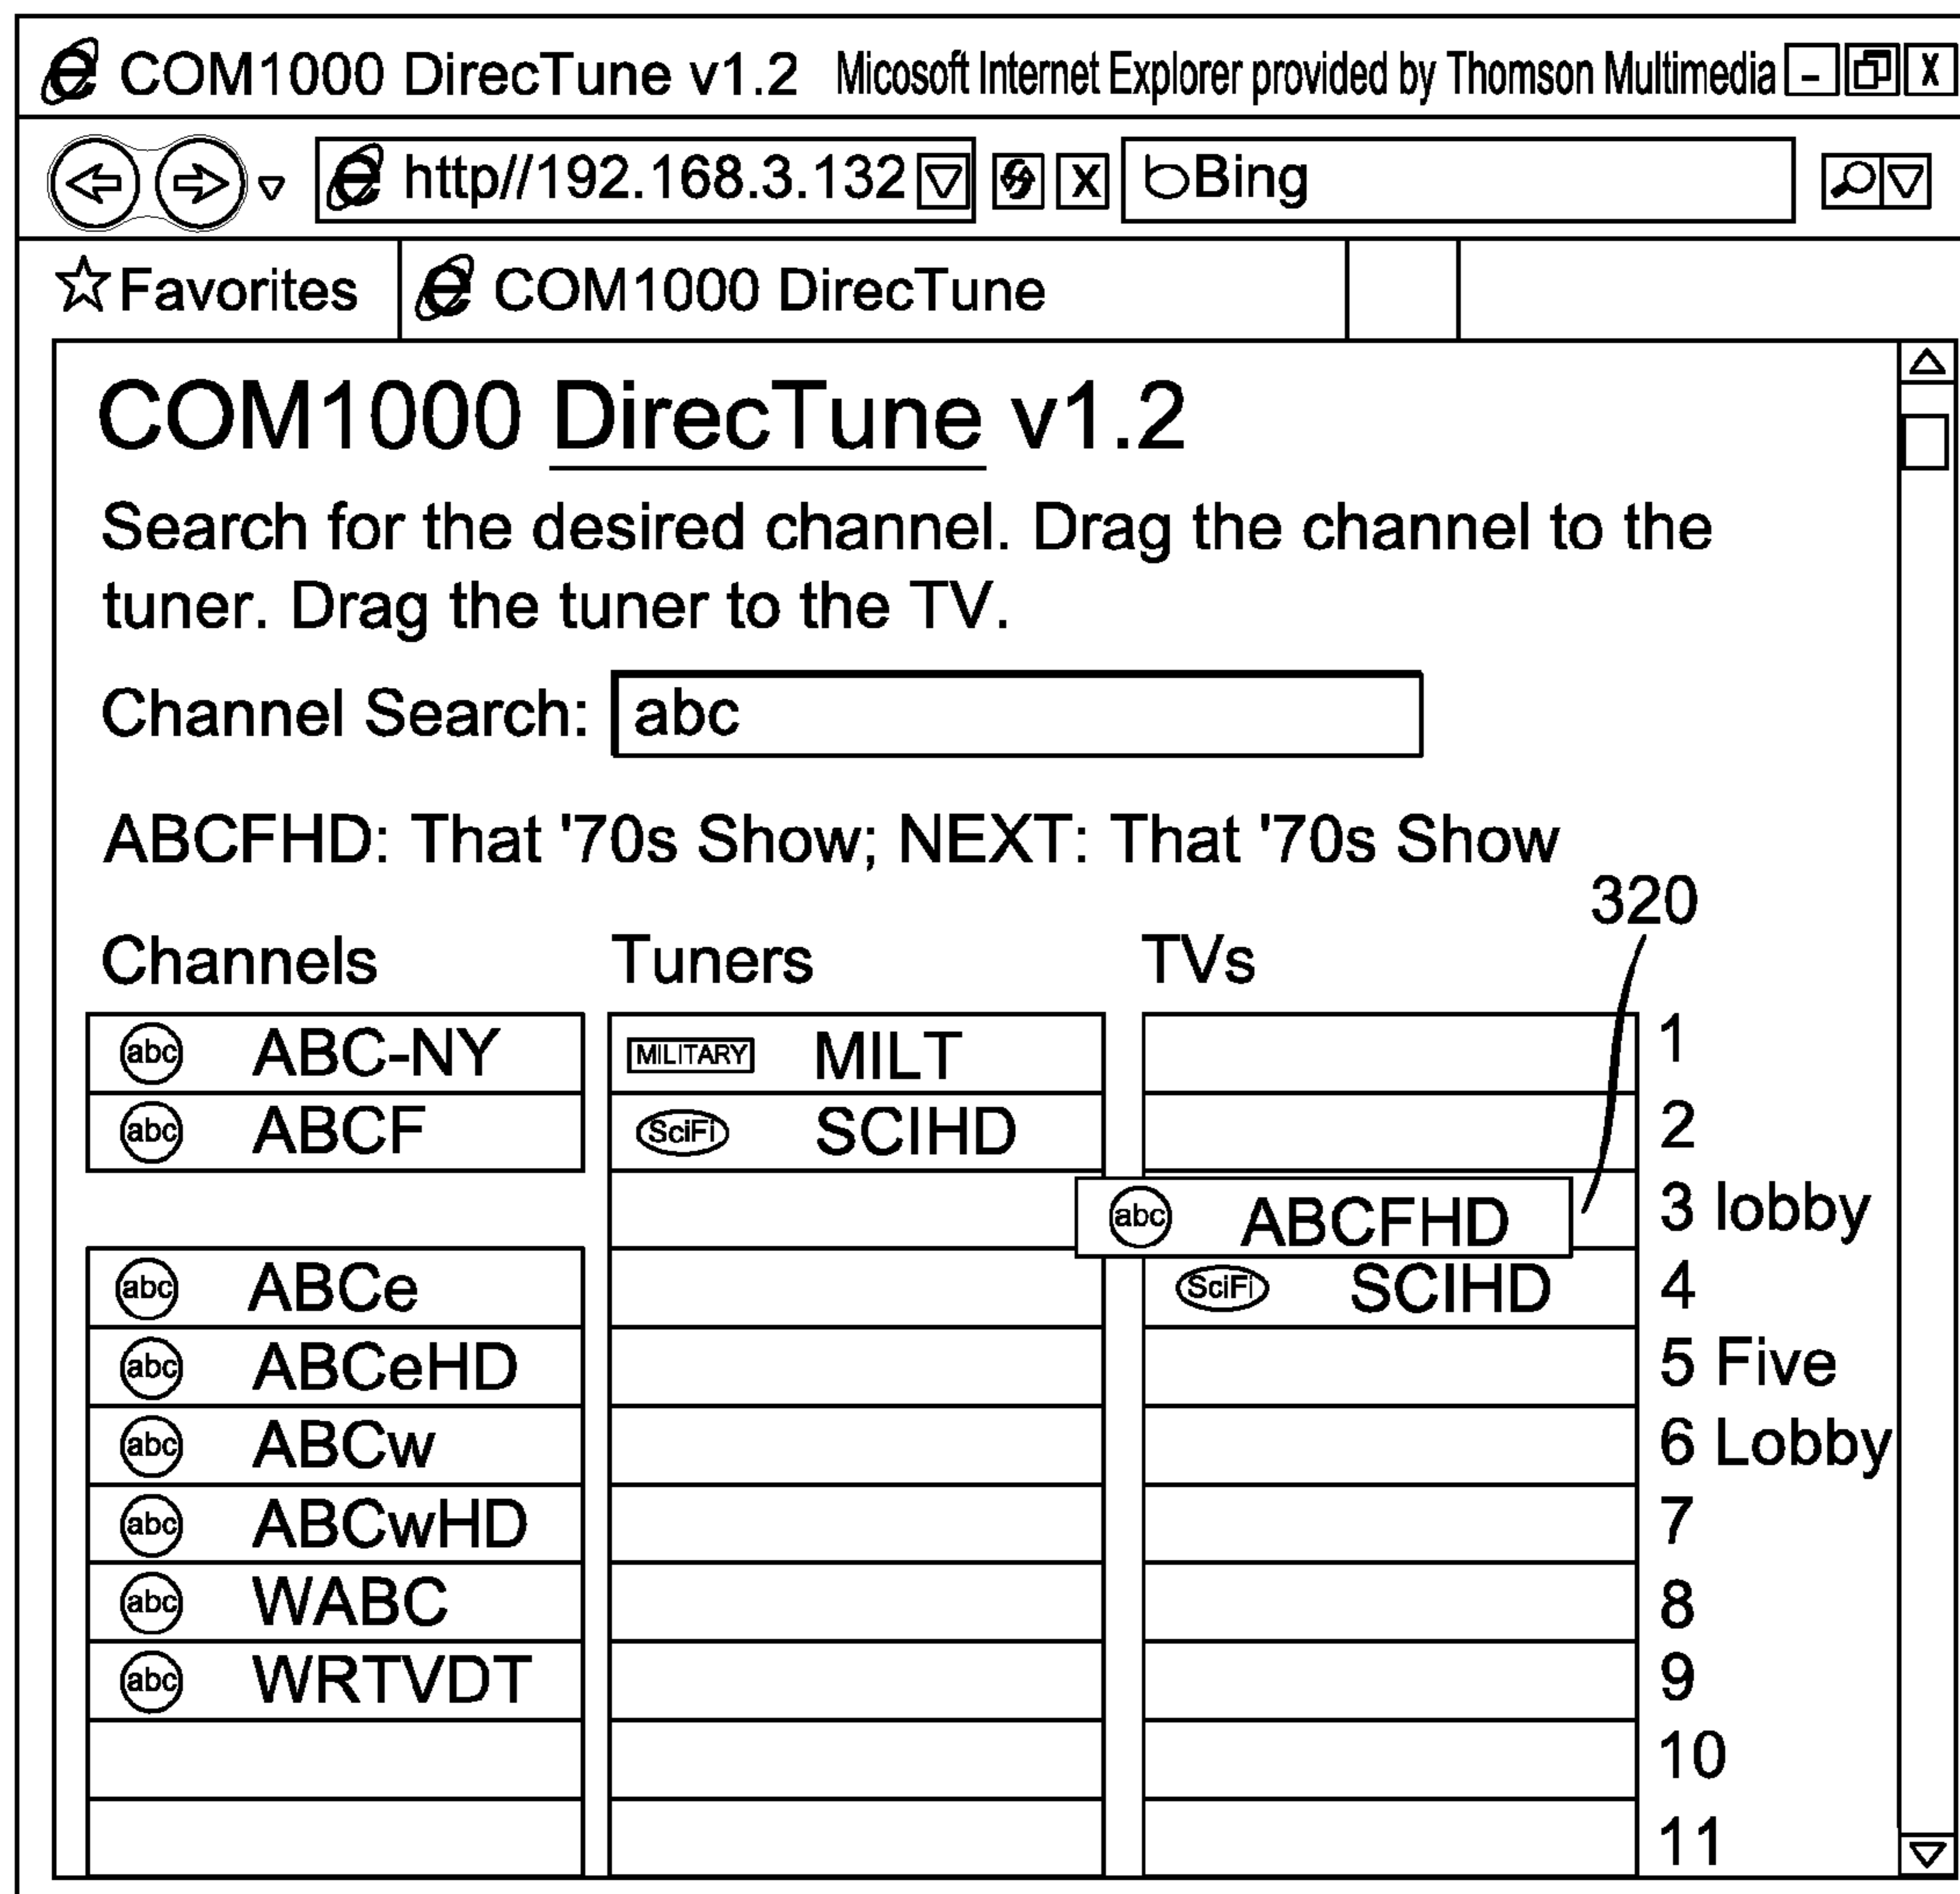 COM1000 DirecTune v1.2 Micosoft Internet Explorer provided by Thomson Multimedia - X
http//192.168.3.132 X bBing
Favorites COM1000 DirecTune
COM1000 DirecTune v1.2
Search for the desired channel. Drag the channel to the
tuner. Drag the tuner to the TV.
Channel Search: abc
ABCFHD: That '70s Show; NEXT: That '70s Show
320
Channels Tuners TVs
abc ABC-NY MILITARY MILT 1
abc ABCF SciFi SCIHD 2
abc ABCFHD 3 lobby
abc ABCe SciFi SCIHD 4
abc ABCeHD 5 Five
abc ABCw 6 Lobby
abc ABCwHD 7
abc WABC 8
abc WRTVDT 9
10
11